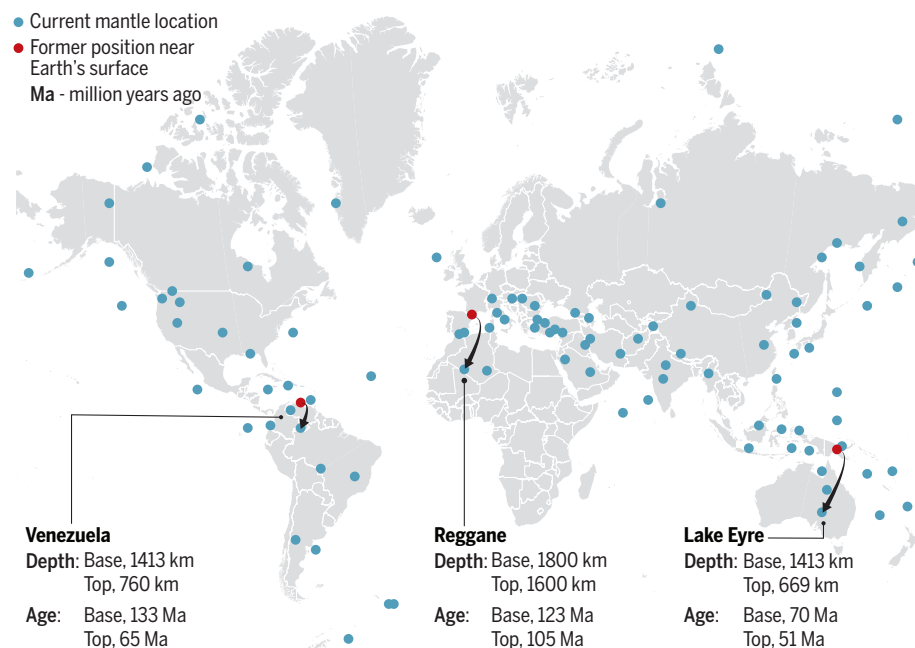 Current mantle location
Former position near
Earth's surface
Ma - million years ago
Venezuela
Depth: Base, 1413 km
Top, 760 km
Age: Base, 133 Ma
Top, 65 Ma
Reggane
Depth: Base, 1800 km
Top, 1600 km
Age: Base, 123 Ma
Top, 105 Ma
Lake Eyre
Depth: Base, 1413 km
Top, 669 km
Age: Base, 70 Ma
Top, 51 Ma